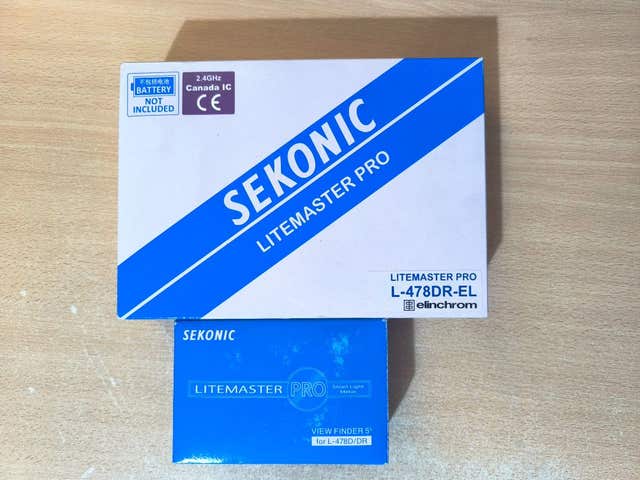 不包括电池
BATTERY
NOT
INCLUDED
2.4GHz
Canada IC
CE
SEKONIC
LITEMASTER PRO
LITEMASTER PRO
L-478DR-EL
elinchrom
SEKONIC
LITEMASTER PRO Smart Light
Meter
VIEW FINDER 5°
for L-478D/DR